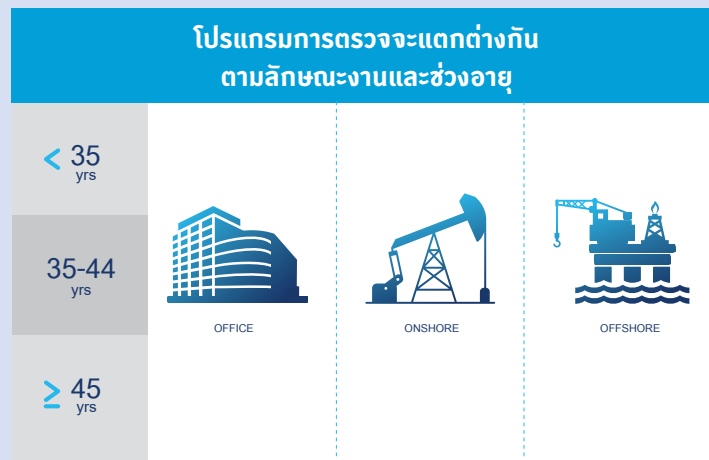 โปรแกรมการตรวจจะแตกต่างกัน
ตามลักษณะงานและช่วงอายุ
< 35
yrs
35-44
yrs
≥ 45
yrs
OFFICE
ONSHORE
OFFSHORE